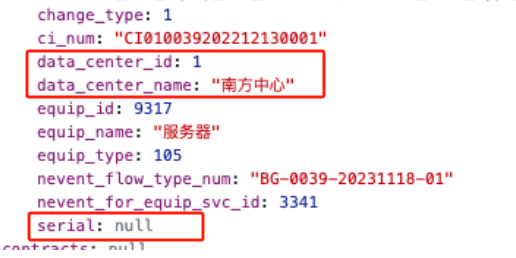 change_type: 1
ci_num: "CI010039202212130001"
data_center_id: 1
data_center_name: "南方中心"
equip_id: 9317
equip_name: "服务器"
equip_type: 105
nevent_flow_type_num: "BG-0039-20231118-01"
nevent_for_equip_svc_id: 3341
serial: null
contracts: null